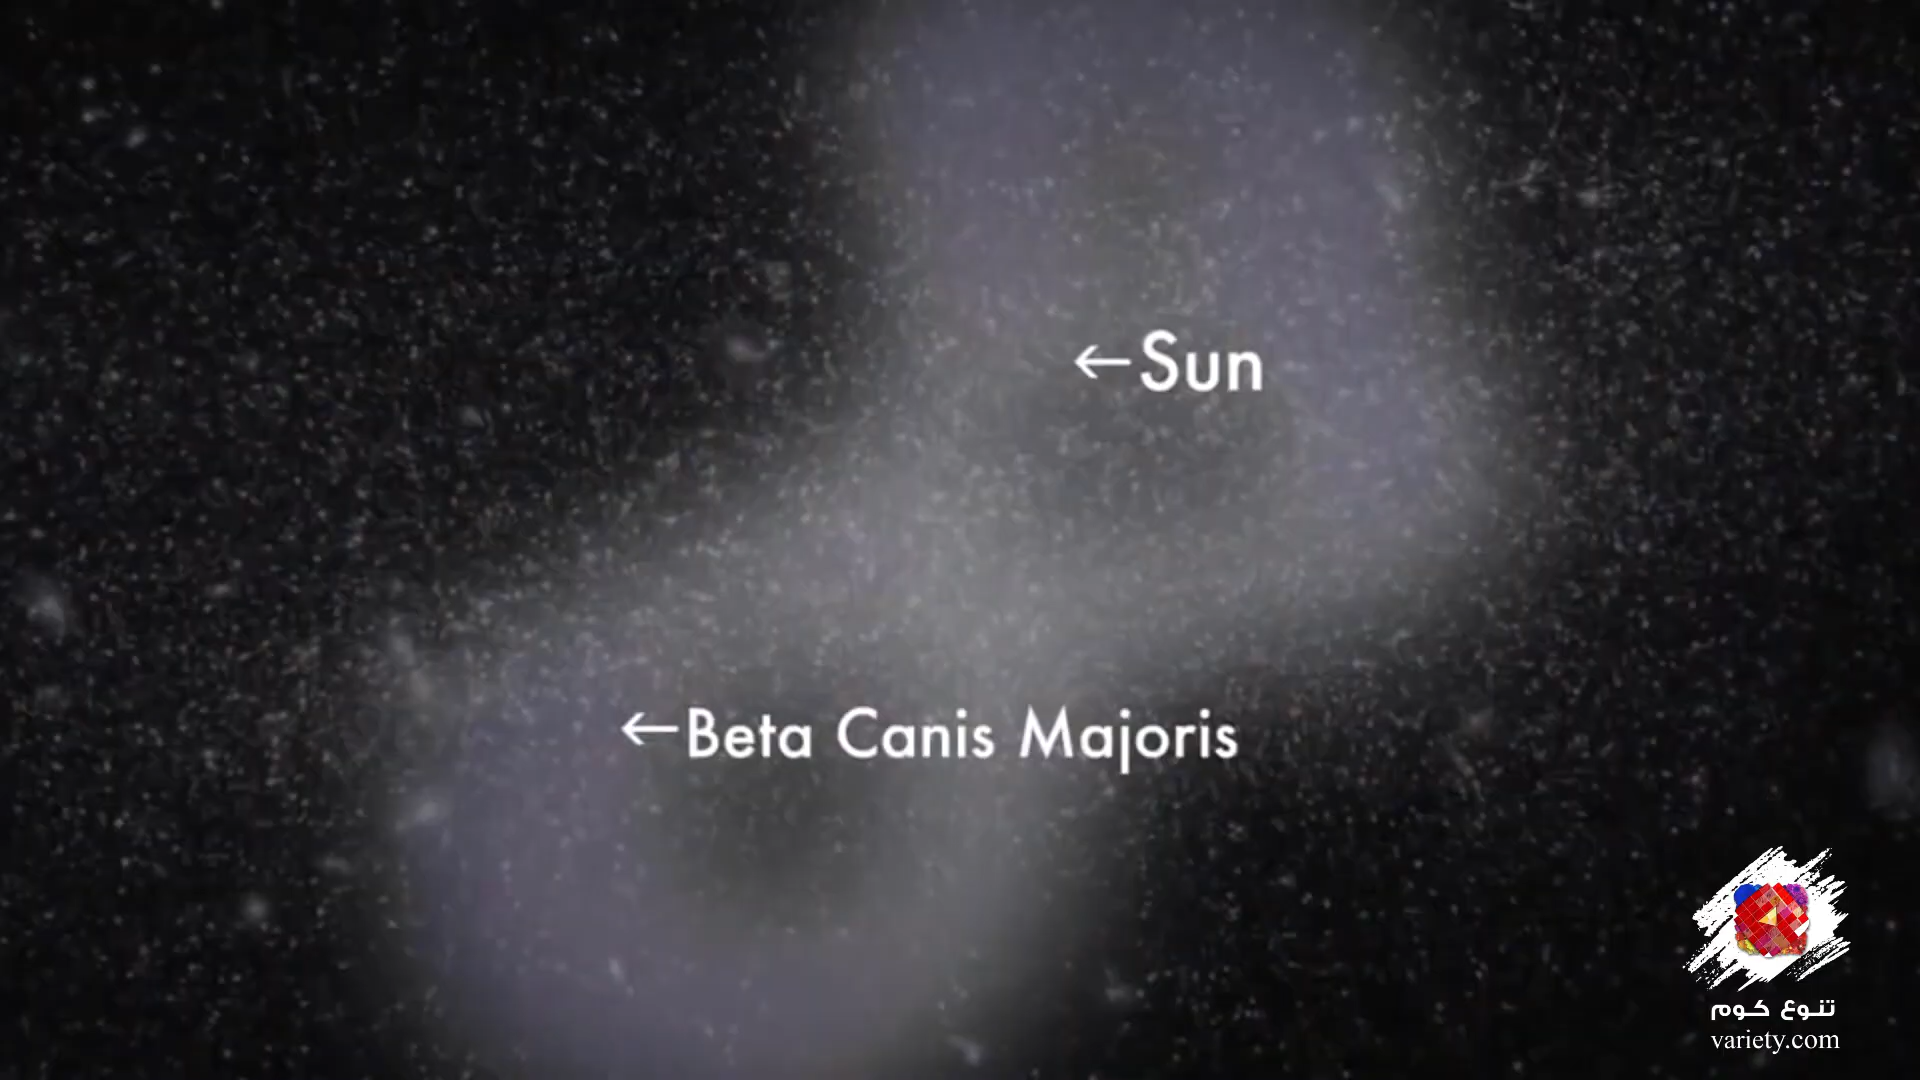 ←Sun
←Beta Canis Majoris
تنوع كوم
variety.com